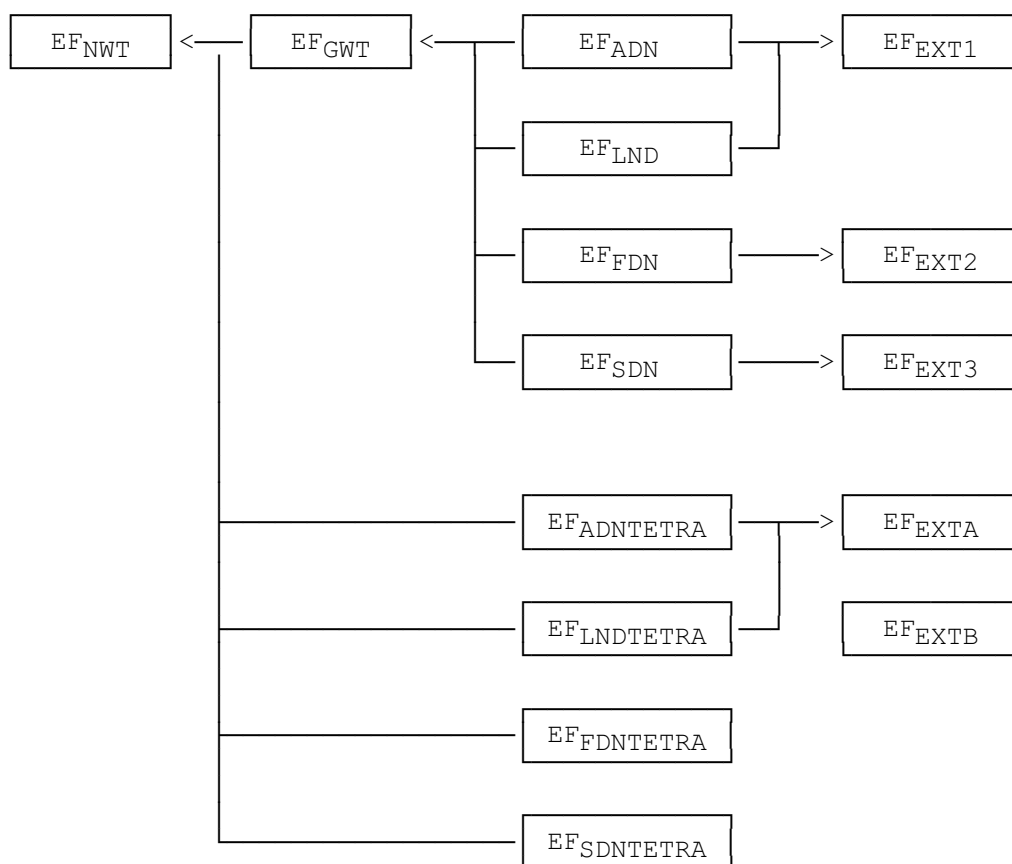 EFNWT < EFGWT < EFADN > EFEXT1
EFLND
EFFDN > EFEXT2
EFSDN > EFEXT3
EFADNTETRA > EFEXTA
EFLNDTETRA EFEXTB
EFFDNTETRA
EFSDNTETRA